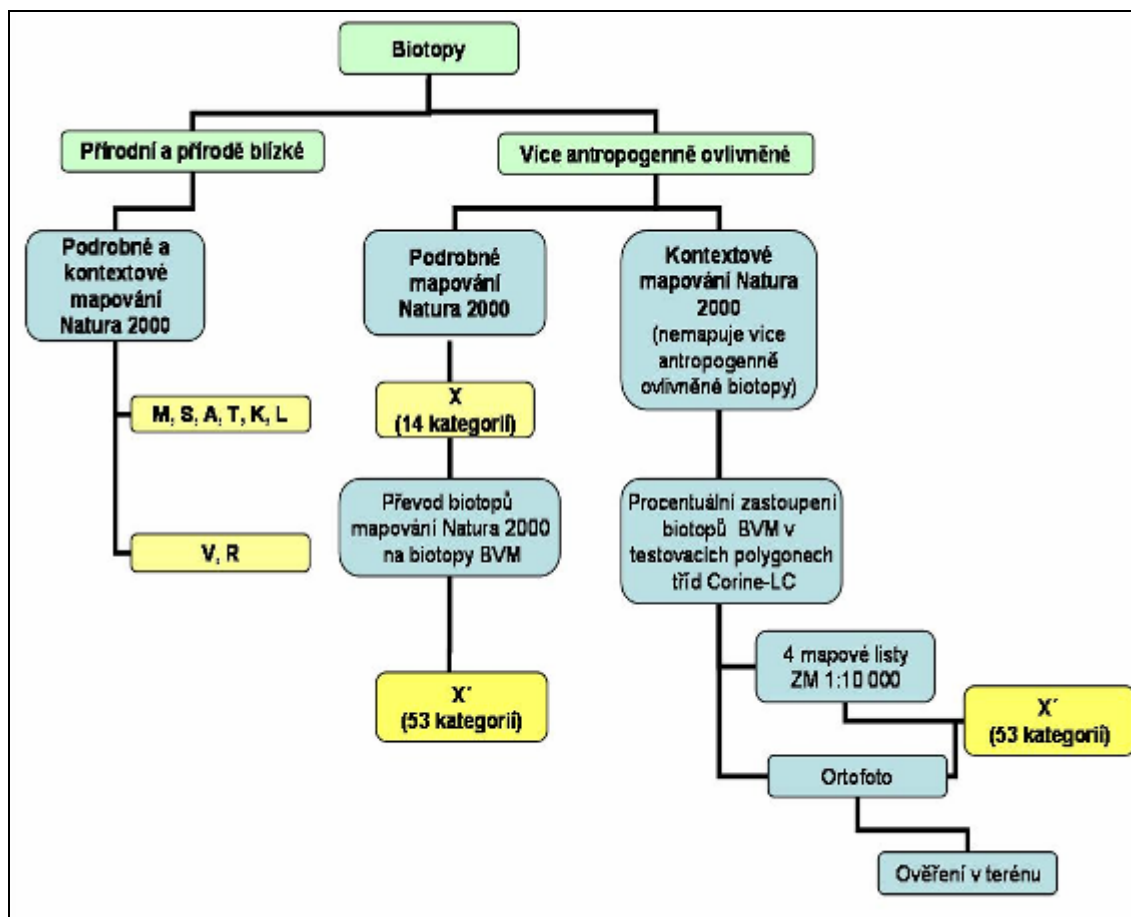 Biotopy
Přírodní a přírodě blízké
Více antropogenně ovlivněné
Podrobné a
kontextové
mapování
Natura 2000
M, S, A, T, K, L
V, R
Podrobné
mapování
Natura 2000
X
(14 kategorií)
Převod biotopů
mapování Natura 2000
na biotopy BVM
X´
(53 kategorií)
Kontextové
mapování Natura
2000
(nemapuje více
antropogenně
ovlivněné biotopy)
Procentuální zastoupení
biotopů BVM v
testovacích polygonech
tříd Corine-LC
4 mapové listy
ZM 1:10 000
X´
(53 kategorií)
Ortofoto
Ověření v terénu